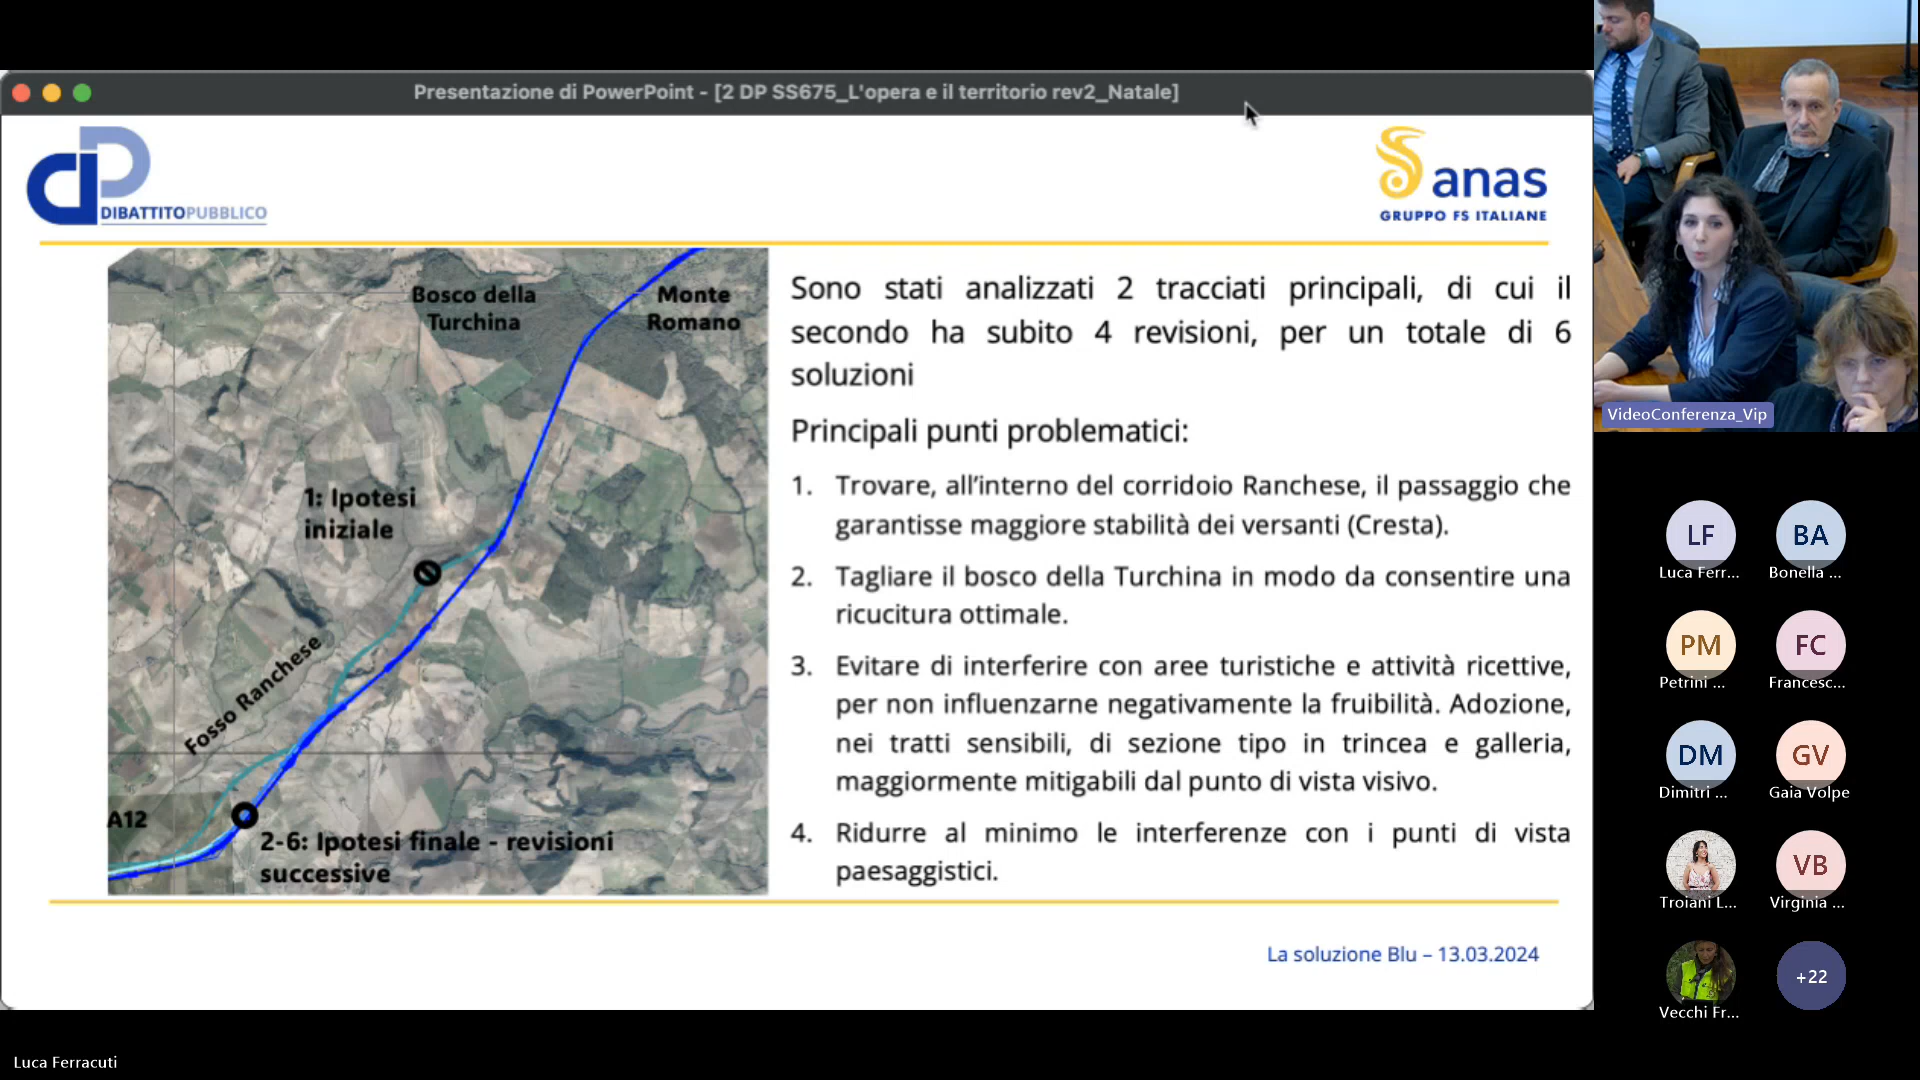 Presentazione di PowerPoint - [2 DP SS675_L'opera e il territorio rev2_Natale]
DIBATTITOPUBBLICO
anas
GRUPPO FS ITALIANE
Bosco della
Turchina
Monte
Romano
1: Ipotesi
iniziale
Fosso Ranchese
A12
2-6: Ipotesi finale - revisioni
successive
Sono stati analizzati 2 tracciati principali, di cui il
secondo ha subito 4 revisioni, per un totale di 6
soluzioni
Principali punti problematici:
1. Trovare, all'interno del corridoio Ranchese, il passaggio che
garantisse maggiore stabilità dei versanti (Cresta).
2. Tagliare il bosco della Turchina in modo da consentire una
ricucitura ottimale.
3. Evitare di interferire con aree turistiche e attività ricettive,
per non influenzarne negativamente la fruibilità. Adozione,
nei tratti sensibili, di sezione tipo in trincea e galleria,
maggiormente mitigabili dal punto di vista visivo.
4. Ridurre al minimo le interferenze con i punti di vista
paesaggistici.
La soluzione Blu – 13.03.2024
VideoConferenza_Vip
LF
Luca Ferr...
BA
Bonella ...
PM
Petrini ...
FC
Francesc...
DM
Dimitri ...
GV
Gaia Volpe
Troiani L...
VB
Virginia ...
Vecchi Fr...
+22
Luca Ferracuti